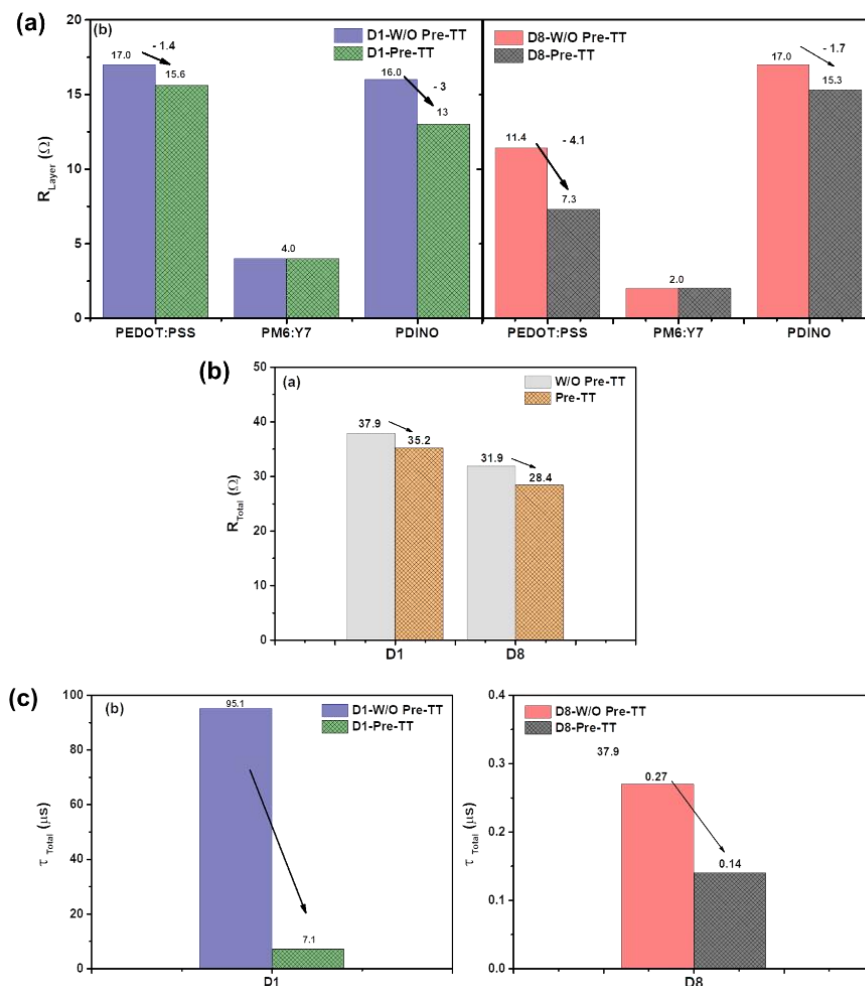 (a)
(b)
D1-W/O Pre-TT
D1-Pre-TT
D8-W/O Pre-TT
D8-Pre-TT
R_Layer (Ω)
20
15
10
5
0
17.0
- 1.4
15.6
4.0
16.0
- 3
13
11.4
- 4.1
7.3
2.0
17.0
- 1.7
15.3
PEDOT:PSS PM6:Y7 PDINO PEDOT:PSS PM6:Y7 PDINO
(b)
(a)
W/O Pre-TT
Pre-TT
R_Total (Ω)
50
40
30
20
10
0
37.9
35.2
31.9
28.4
D1 D8
(c)
(b)
D1-W/O Pre-TT
D1-Pre-TT
τ Total (μs)
100
80
60
40
20
0
95.1
7.1
D1
D8-W/O Pre-TT
D8-Pre-TT
τ Total (μs)
0.4
0.3
0.2
0.1
0.0
37.9
0.27
0.14
D8